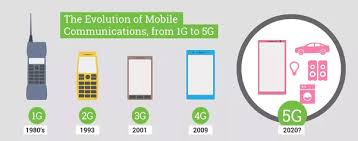 The Evolution of Mobile
Communications, from 1G to 5G
1G
1980's
2G
1993
3G
2001
4G
2009
5G
2020?